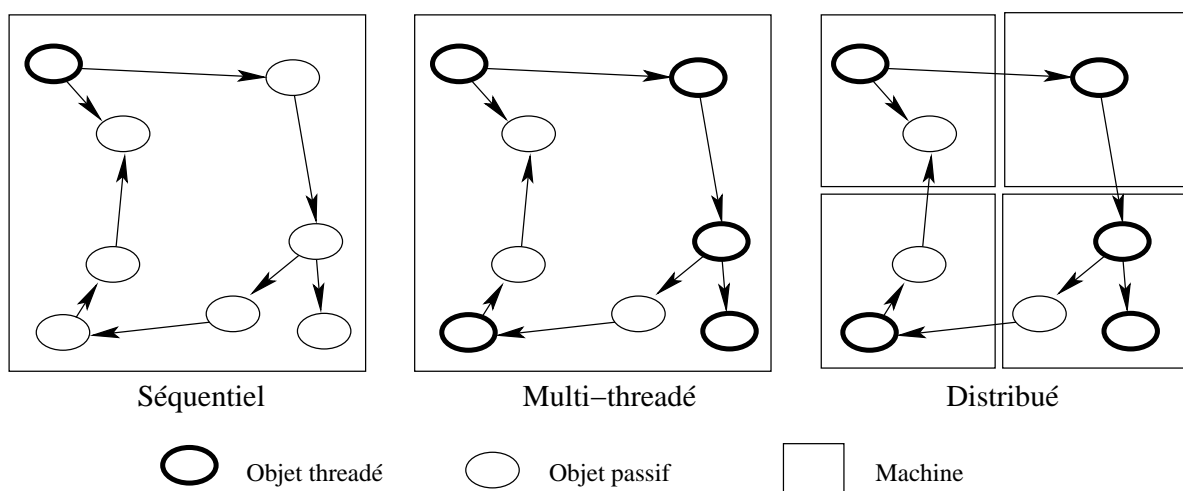 Séquentiel
Multi−threadé
Distribué
Objet threadé
Objet passif
Machine